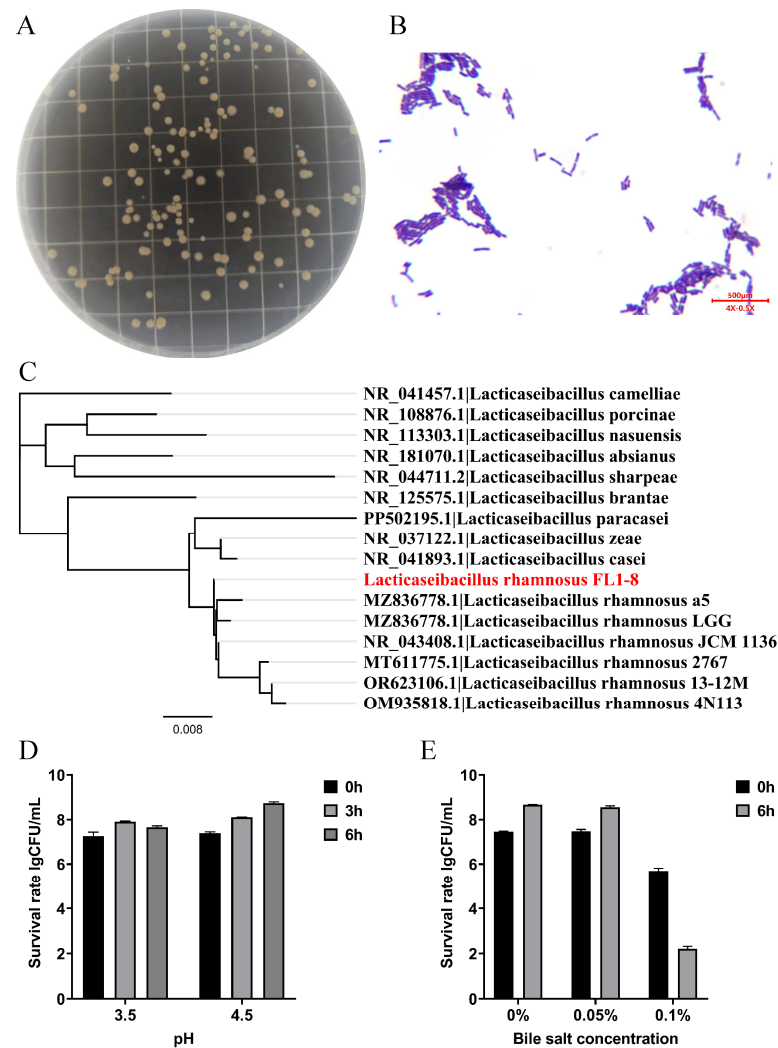 A
B
500μm
4X-0.5X
C
NR_041457.1|Lacticaseibacillus camelliae
NR_108876.1|Lacticaseibacillus porcinae
NR_113303.1|Lacticaseibacillus nasuensis
NR_181070.1|Lacticaseibacillus absianus
NR_044711.2|Lacticaseibacillus sharpeae
NR_125575.1|Lacticaseibacillus brantae
PP502195.1|Lacticaseibacillus paracasei
NR_037122.1|Lacticaseibacillus zeae
NR_041893.1|Lacticaseibacillus casei
Lacticaseibacillus rhamnosus FL1-8
MZ836778.1|Lacticaseibacillus rhamnosus a5
MZ836778.1|Lacticaseibacillus rhamnosus LGG
NR_043408.1|Lacticaseibacillus rhamnosus JCM 1136
MT611775.1|Lacticaseibacillus rhamnosus 2767
OR623106.1|Lacticaseibacillus rhamnosus 13-12M
OM935818.1|Lacticaseibacillus rhamnosus 4N113
0.008
D
Survival rate lgCFU/mL
10
8
6
4
2
0
3.5
4.5
pH
0h
3h
6h
E
Survival rate lgCFU/mL
10
8
6
4
2
0
0%
0.05%
0.1%
Bile salt concentration
0h
6h